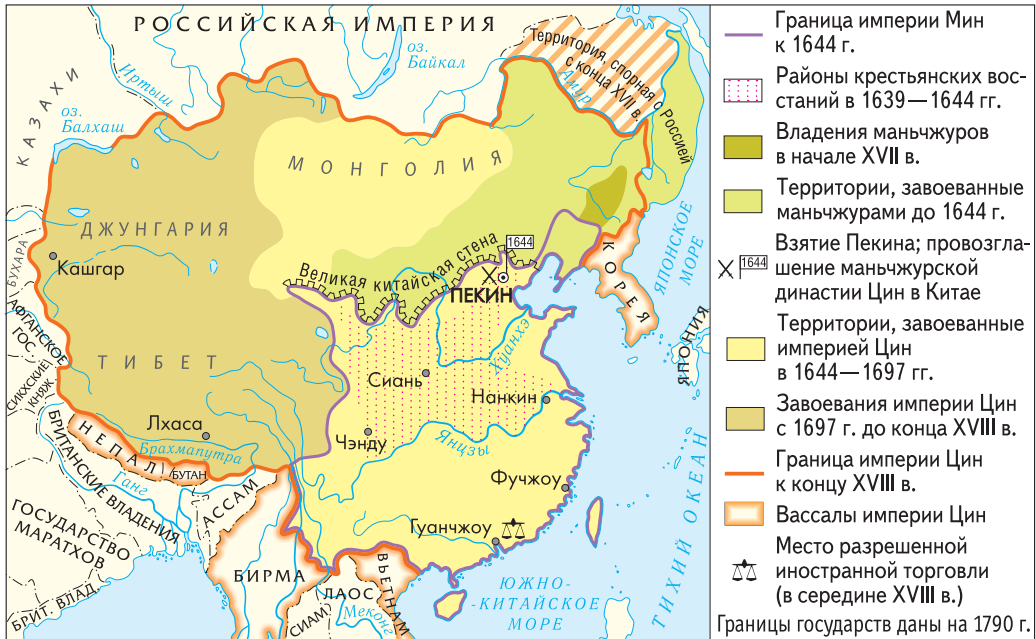 РОССИЙСКАЯ ИМПЕРИЯ
оз.
Байкал
Территория, спорная с Россией
с конца XVII в.
Амур
Иртыш
КАЗАХИ
оз.
Балхаш
МОНГОЛИЯ
ДЖУНГАРИЯ
Кашгар
БУХАРА
Великая китайская стена
1644
ПЕКИН
КОРЕЯ
ЯПОНСКОЕ
МОРЕ
ЯПОНИЯ
АФГАНСКОЕ
ГОС.
СИКХСКИЕ
КНЯЖ.
ТИБЕТ
Хуанхэ
Сиань
Нанкин
Лхаса
Чэнду
Янцзы
Брахмапутра
НЕПАЛ
БУТАН
Ганг
БРИТАНСКИЕ ВЛАДЕНИЯ
АССАМ
Фучжоу
Гуанчжоу
ГОСУДАРСТВО
МАРАТХОВ
БРИТ. ВЛАД.
БИРМА
ЛАОС
ВЬЕТНАМ
СИАМ
Меконг
ЮЖНО-
-КИТАЙСКОЕ
МОРЕ
ТИХИЙ ОКЕАН
Граница империи Мин
к 1644 г.
Районы крестьянских вос-
станий в 1639—1644 гг.
Владения маньчжуров
в начале XVII в.
Территории, завоеванные
маньчжурами до 1644 г.
Взятие Пекина; провозгла-
1644 шение маньчжурской
династии Цин в Китае
Территории, завоеванные
империей Цин
в 1644—1697 гг.
Завоевания империи Цин
с 1697 г. до конца XVIII в.
Граница империи Цин
к концу XVIII в.
Вассалы империи Цин
Место разрешенной
иностранной торговли
(в середине XVIII в.)
Границы государств даны на 1790 г.